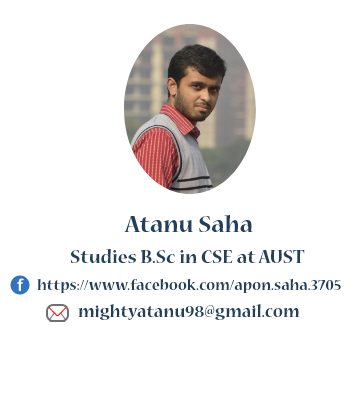 Atanu Saha
Studies B.Sc in CSE at AUST
f https://www.facebook.com/apon.saha.3705
mightyatanu98@gmail.com